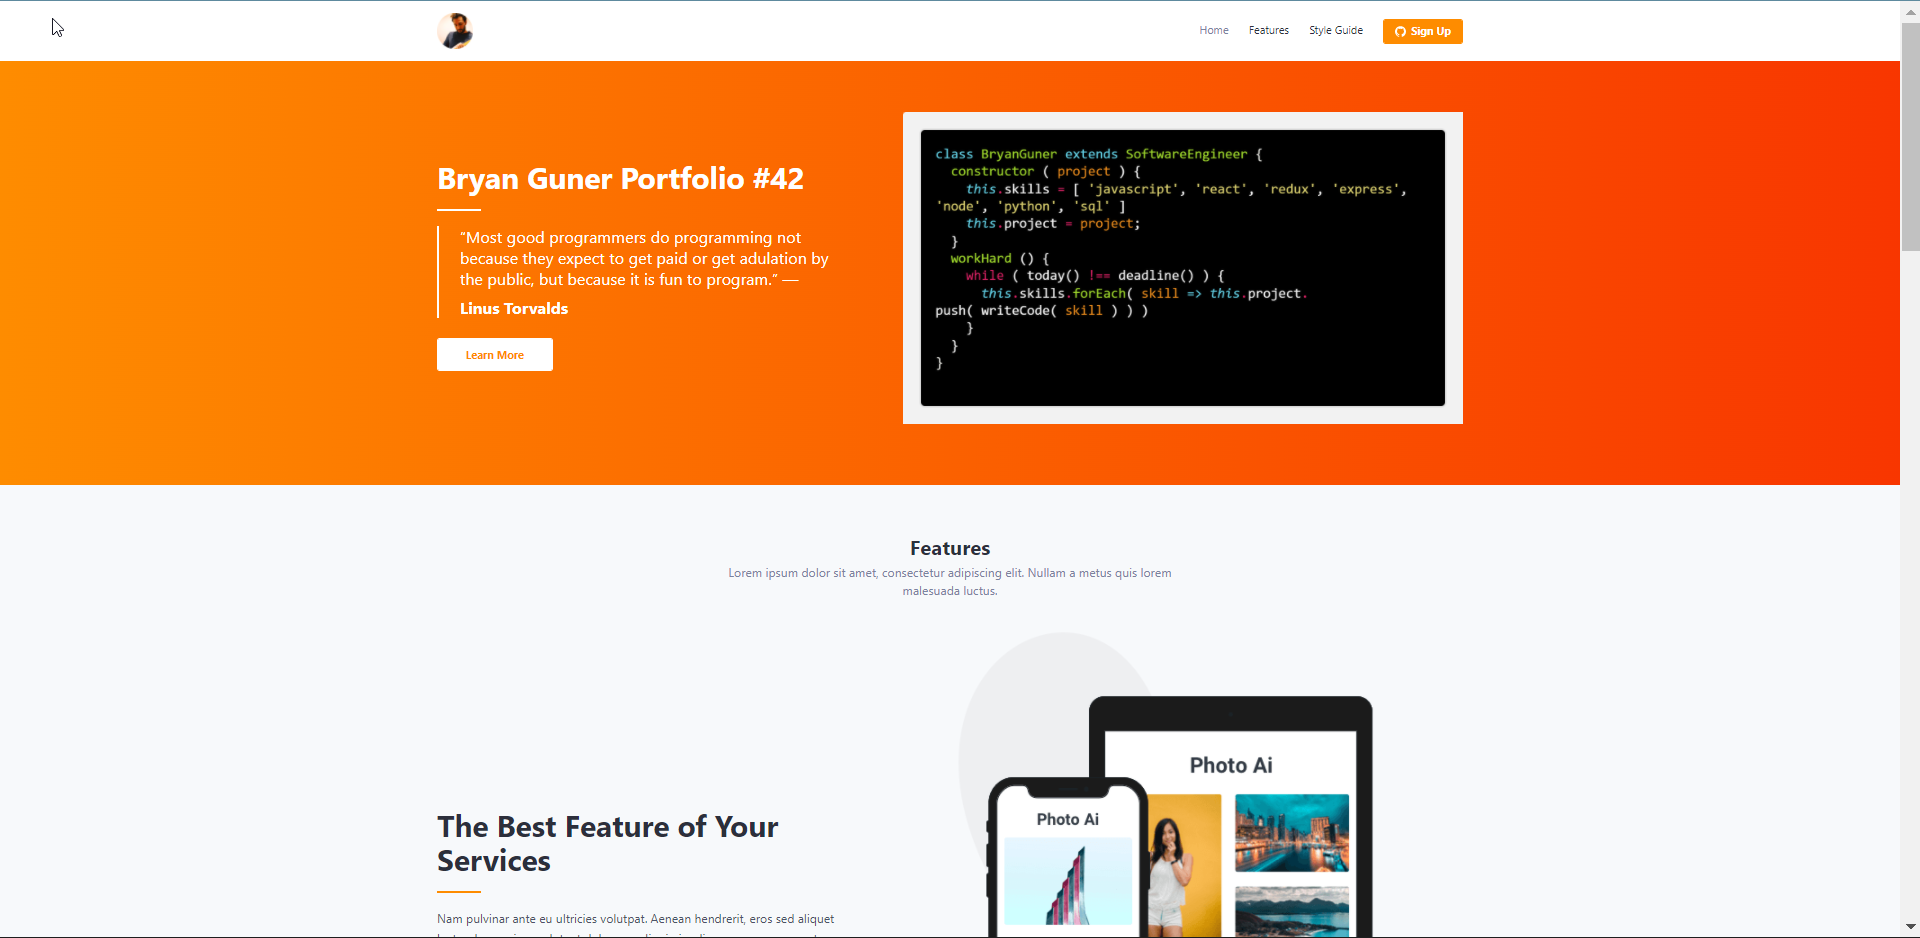 Home Features Style Guide Sign Up
Bryan Guner Portfolio #42
“Most good programmers do programming not
because they expect to get paid or get adulation by
the public, but because it is fun to program.” —
Linus Torvalds
Learn More
class BryanGuner extends SoftwareEngineer {
constructor ( project ) {
this.skills = [ 'javascript', 'react', 'redux', 'express',
'node', 'python', 'sql' ]
this.project = project;
}
workHard () {
while ( today() !== deadline() ) {
this.skills.forEach( skill => this.project.
push( writeCode( skill ) ) )
}
}
}
Features
Lorem ipsum dolor sit amet, consectetur adipiscing elit. Nullam a metus quis lorem
malesuada luctus.
The Best Feature of Your
Services
Nam pulvinar ante eu ultricies volutpat. Aenean hendrerit, eros sed aliquet
Photo Ai
Photo Ai